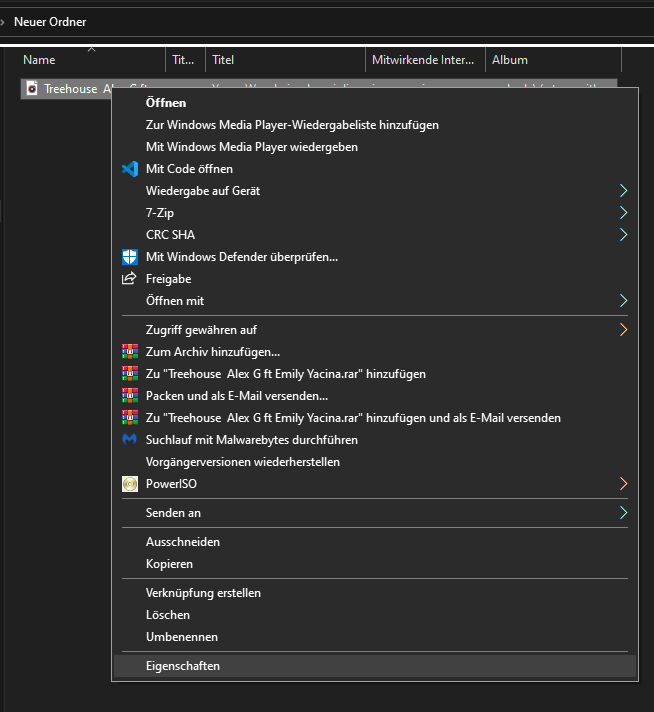 Neuer Ordner
Name Tit... Titel Mitwirkende Inter... Album
Treehouse
Öffnen
Zur Windows Media Player-Wiedergabeliste hinzufügen
Mit Windows Media Player wiedergeben
Mit Code öffnen
Wiedergabe auf Gerät
7-Zip
CRC SHA
Mit Windows Defender überprüfen...
Freigabe
Öffnen mit
Zugriff gewähren auf
Zum Archiv hinzufügen...
Zu "Treehouse  Alex G ft Emily Yacina.rar" hinzufügen
Packen und als E-Mail versenden...
Zu "Treehouse  Alex G ft Emily Yacina.rar" hinzufügen und als E-Mail versenden
Suchlauf mit Malwarebytes durchführen
Vorgängerversionen wiederherstellen
PowerISO
Senden an
Ausschneiden
Kopieren
Verknüpfung erstellen
Löschen
Umbenennen
Eigenschaften